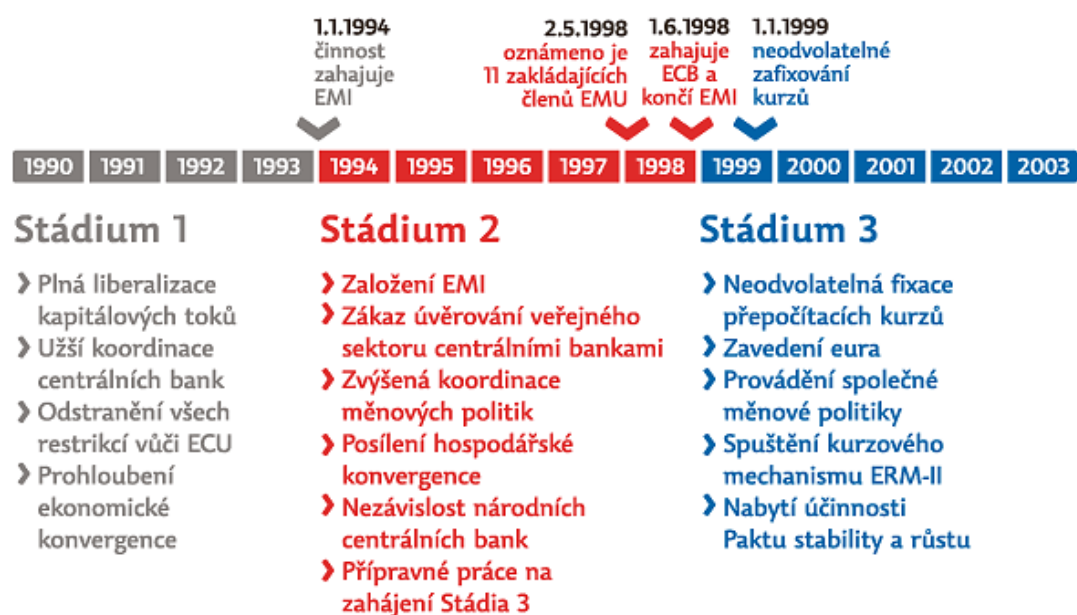 1.1.1994
činnost
zahajuje
EMI
2.5.1998
oznámeno je
11 zakládajících
členů EMU
1.6.1998
zahajuje
ECB a
končí EMI
1.1.1999
neodvolatelné
zafixování
kurzů
1990 1991 1992 1993 1994 1995 1996 1997 1998 1999 2000 2001 2002 2003
Stádium 1
❯ Plná liberalizace
kapitálových toků
❯ Užší koordinace
centrálních bank
❯ Odstranění všech
restrikcí vůči ECU
❯ Prohloubení
ekonomické
konvergence
Stádium 2
❯ Založení EMI
❯ Zákaz úvěrování veřejného
sektoru centrálními bankami
❯ Zvýšená koordinace
měnových politik
❯ Posílení hospodářské
konvergence
❯ Nezávislost národních
centrálních bank
❯ Přípravné práce na
zahájení Stádia 3
Stádium 3
❯ Neodvolatelná fixace
přepočítacích kurzů
❯ Zavedení eura
❯ Provádění společné
měnové politiky
❯ Spuštění kurzového
mechanismu ERM-II
❯ Nabytí účinnosti
Paktu stability a růstu